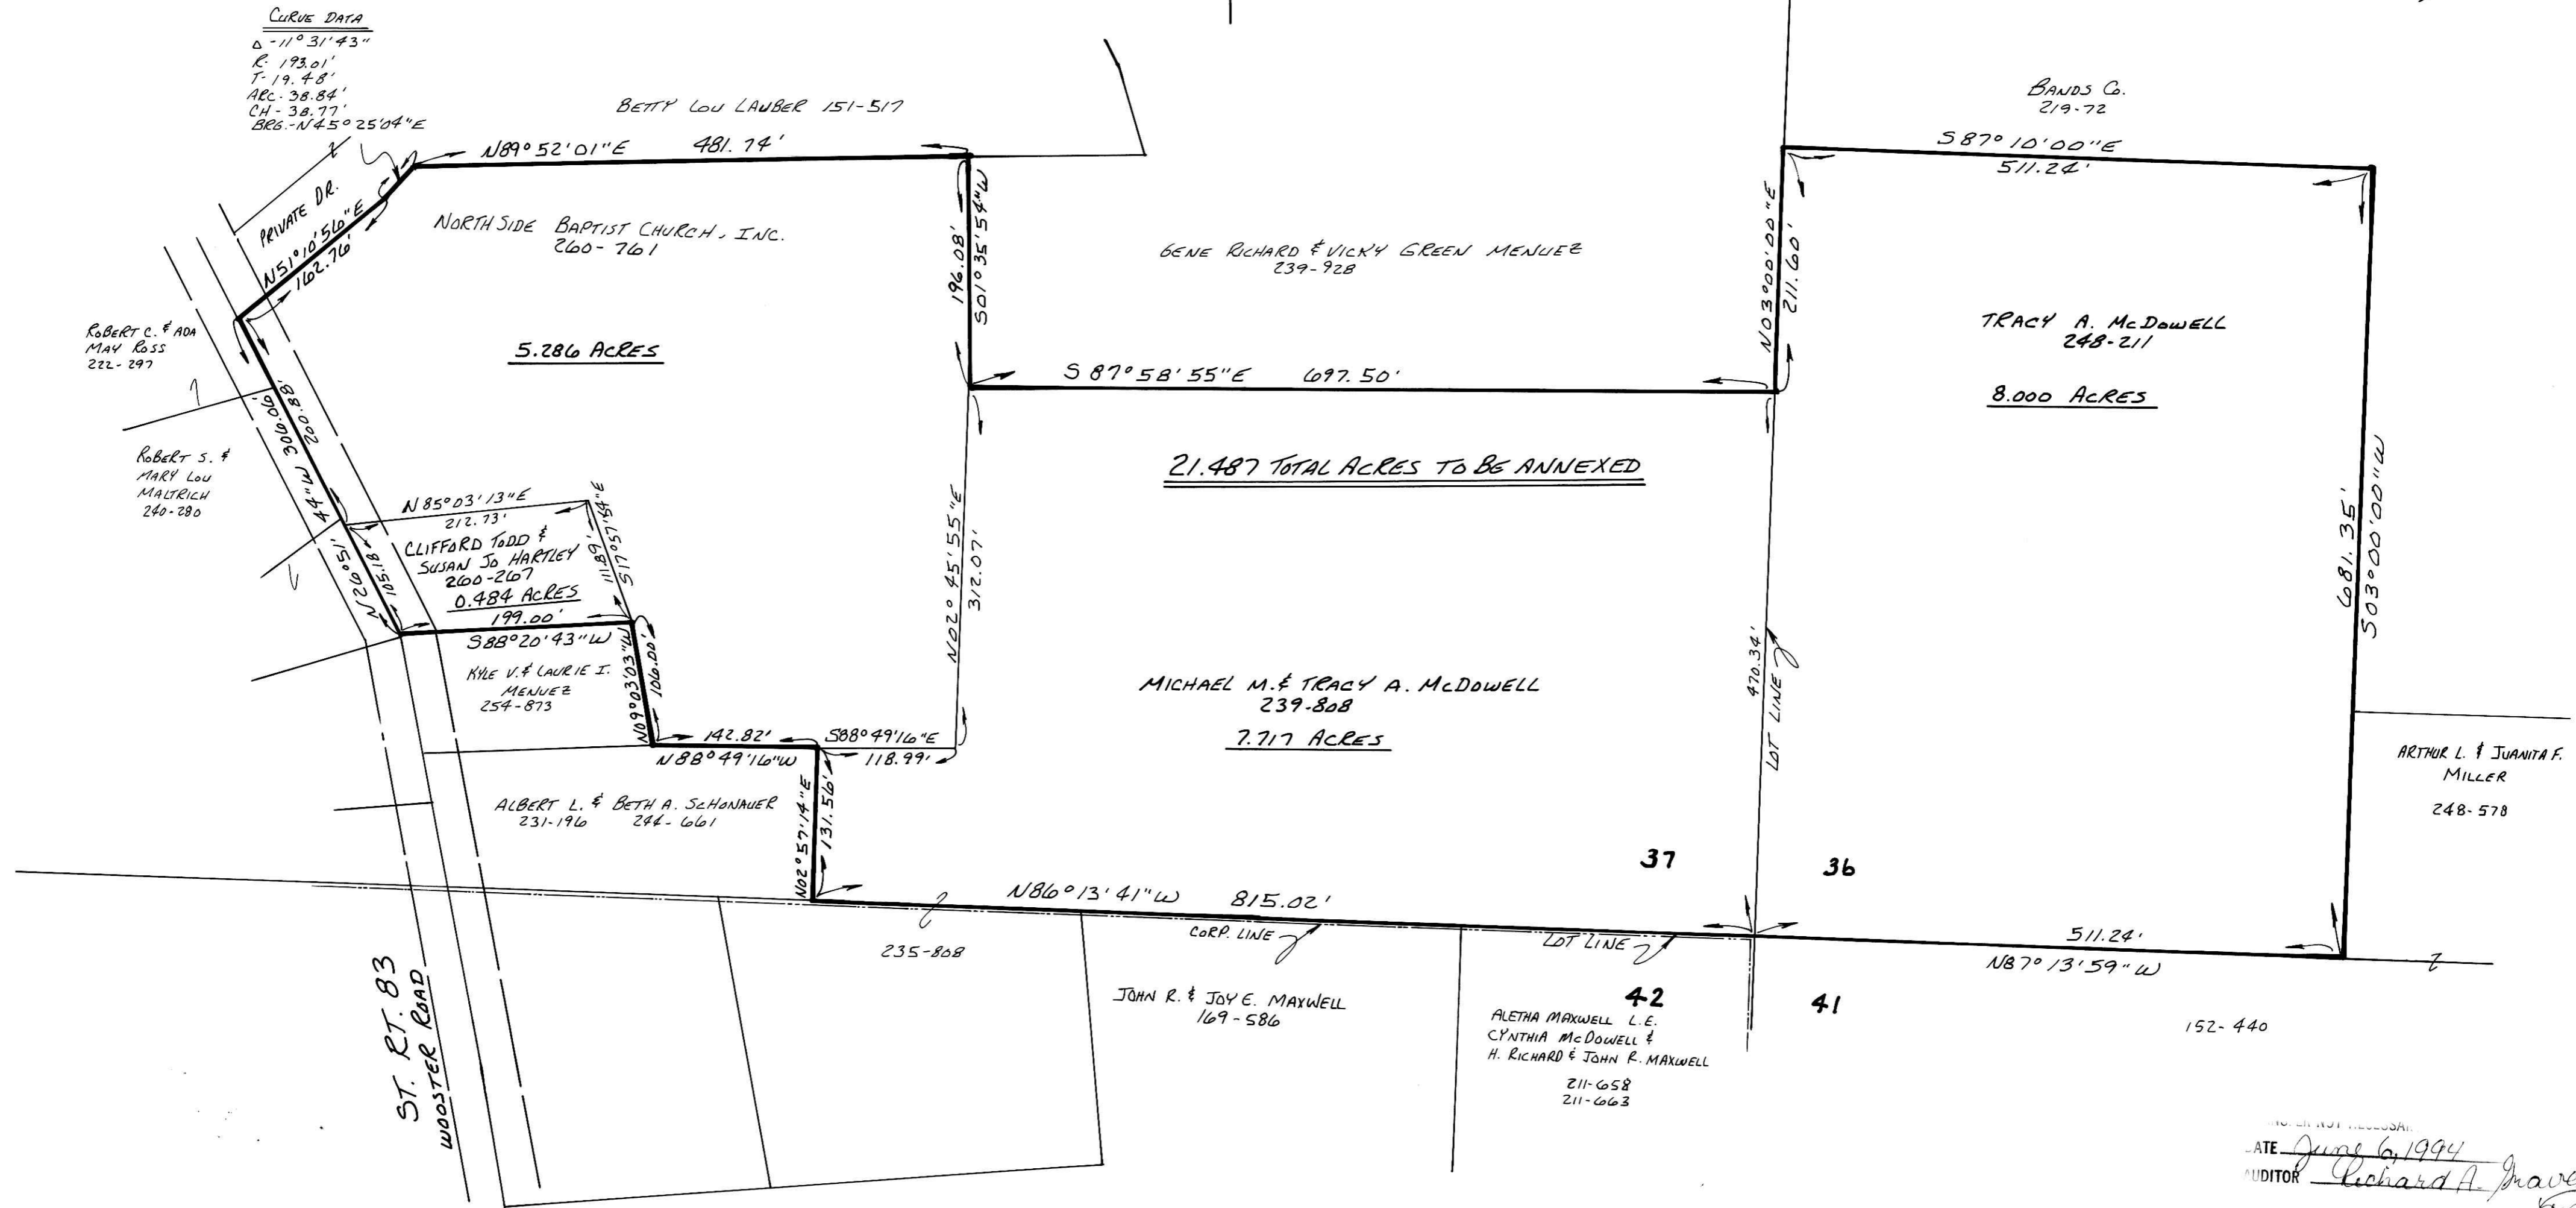 CURVE DATA
Δ - 11° 31' 43"
R- 193.01'
T- 19.48'
ARC- 38.84'
CH- 38.77'
BRG.- N45° 25' 04"E
BETTY LOU LAUBER 151-517
N89° 52' 01"E 481.74'
PRIVATE DR.
N51° 10' 56"E
162.76'
NORTHSIDE BAPTIST CHURCH, INC.
260-761
5.286 ACRES
196.08'
S01° 35' 54"W
GENE RICHARD & VICKY GREEN MENUEZ
239-928
S 87° 58' 55"E 697.50'
N03° 00' 00"E
211.60'
BANDS CO.
219-72
S 87° 10' 00"E
511.24'
TRACY A. McDOWELL
248-211
8.000 ACRES
681.35'
S03° 00' 00"W
ROBERT C. & ADA
MAY ROSS
222-297
ROBERT S. &
MARY LOU
MALTRICH
240-280
N26° 51' 44"W 306.06'
200.88'
105.18'
N 85° 03' 13"E
212.73'
CLIFFORD TODD &
SUSAN JO HARTLEY
260-267
0.484 ACRES
111.89'
S17° 57' 54"E
199.00'
S88° 20' 43"W
KYLE V. & LAURIE I.
MENUEZ
254-873
N09° 03' 03"W
106.00'
142.82'
N88° 49' 16"W
S88° 49' 16"E
118.99'
N02° 45' 55"E
312.07'
21.487 TOTAL ACRES TO BE ANNEXED
MICHAEL M. & TRACY A. McDOWELL
239-808
7.717 ACRES
470.34'
LOT LINE
ALBERT L. & BETH A. SCHONAUER
231-196 244-661
N02° 57' 14"E
131.56'
ARTHUR L. & JUANITA F.
MILLER
248-578
37
36
N86° 13' 41"W 815.02'
CORP. LINE
LOT LINE
511.24'
N87° 13' 59"W
ST. RT. 83
WOOSTER ROAD
235-808
JOHN R. & JOY E. MAXWELL
169-586
42
41
ALETHA MAXWELL L.E.
CYNTHIA McDOWELL &
H. RICHARD & JOHN R. MAXWELL
211-658
211-663
152-440
ATE June 6, 1994
AUDITOR Richard A.